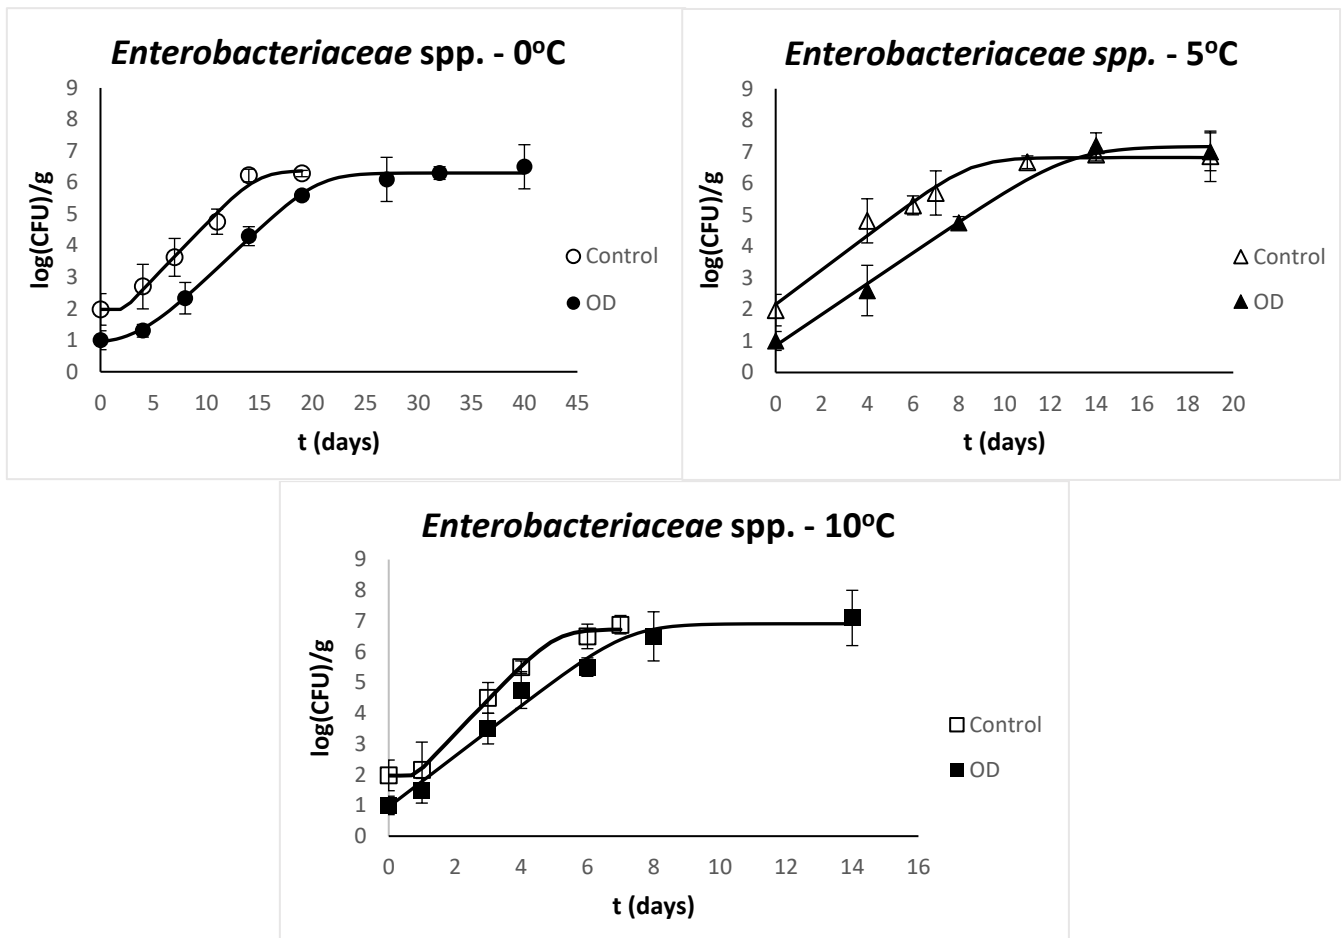 Enterobacteriaceae spp. - 0°C
9
8
7
6
5
4
3
2
1
0
log(CFU)/g
0 5 10 15 20 25 30 35 40 45
t (days)
Control
OD
Enterobacteriaceae spp. - 5°C
9
8
7
6
5
4
3
2
1
0
log(CFU)/g
0 2 4 6 8 10 12 14 16 18 20
t (days)
Control
OD
Enterobacteriaceae spp. - 10°C
9
8
7
6
5
4
3
2
1
0
log(CFU)/g
0 2 4 6 8 10 12 14 16
t (days)
Control
OD